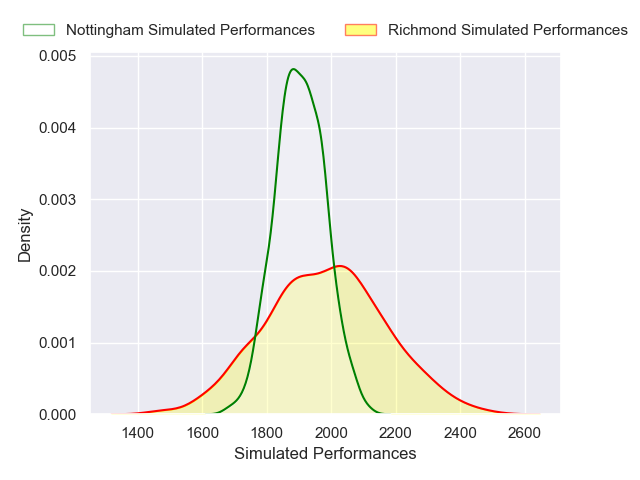 Nottingham Simulated Performances Richmond Simulated Performances
0.005
0.004
0.003
0.002
0.001
0.000
Density
1400 1600 1800 2000 2200 2400 2600
Simulated Performances